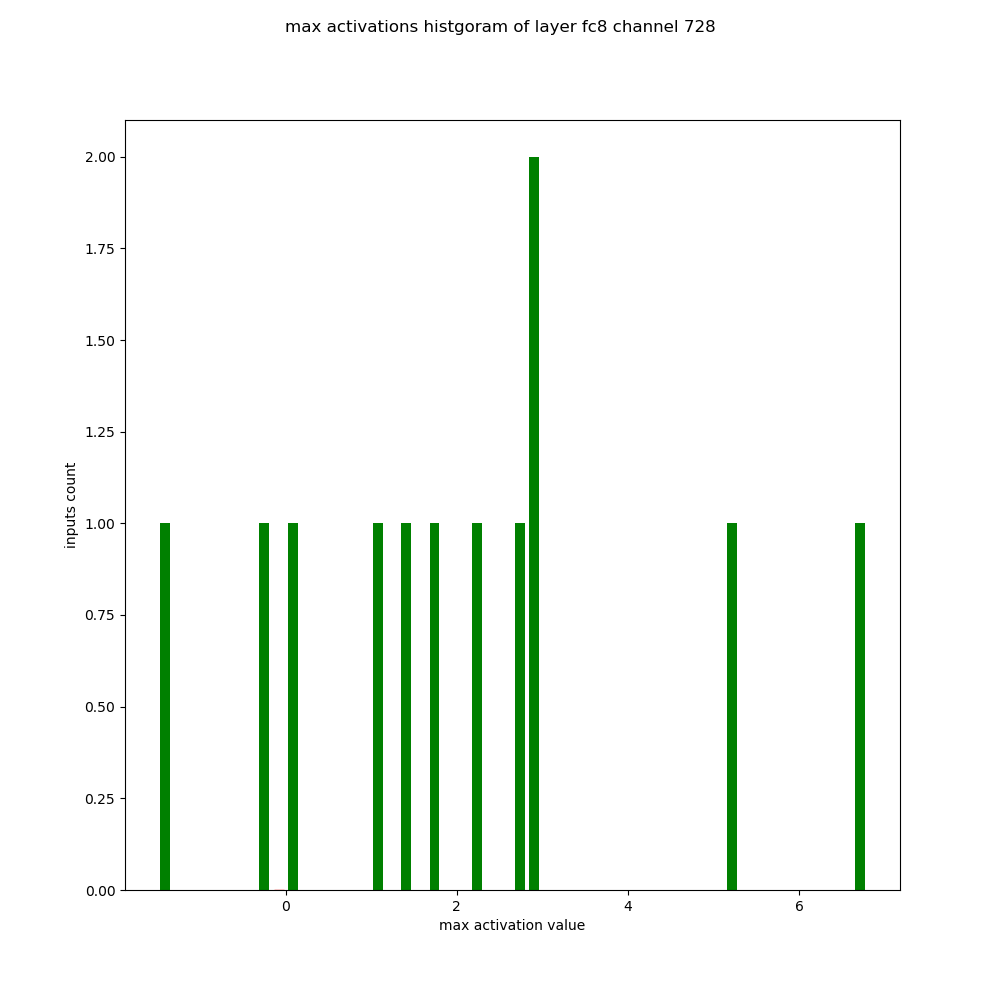 max activations histgoram of layer fc8 channel 728
2.00
1.75
1.50
1.25
1.00
0.75
0.50
0.25
0.00
inputs count
0 2 4 6
max activation value